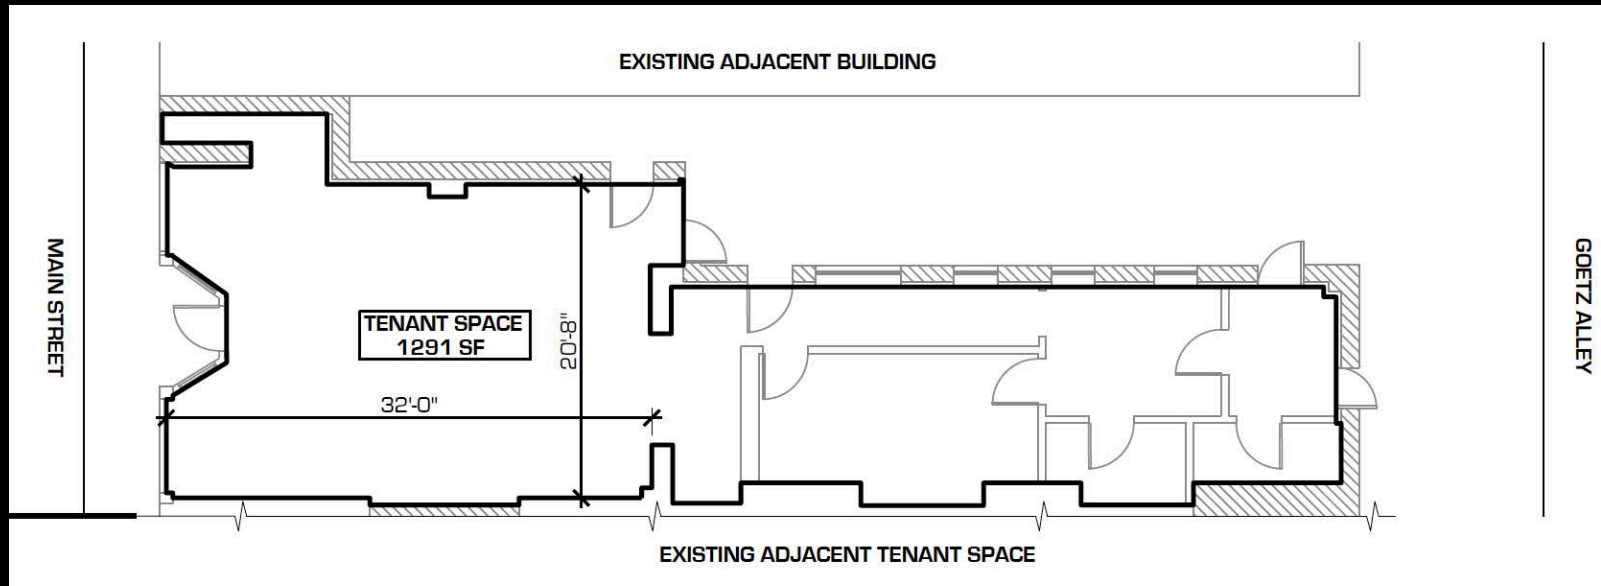 EXISTING ADJACENT BUILDING
MAIN STREET
GOETZ ALLEY
TENANT SPACE
1291 SF
20'-8"
32'-0"
EXISTING ADJACENT TENANT SPACE